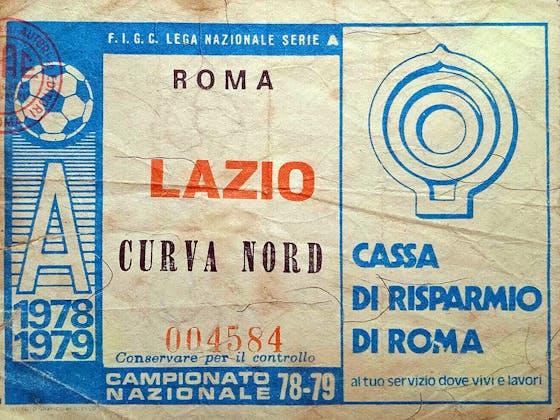 F.I.G.C. LEGA NAZIONALE SERIE A
ROMA
LAZIO
CURVA NORD
004584
Conservare per il controllo
CAMPIONATO
NAZIONALE 78-79
A
1978
1979
CASSA
DI RISPARMIO
DI ROMA
al tuo servizio dove vivi e lavori